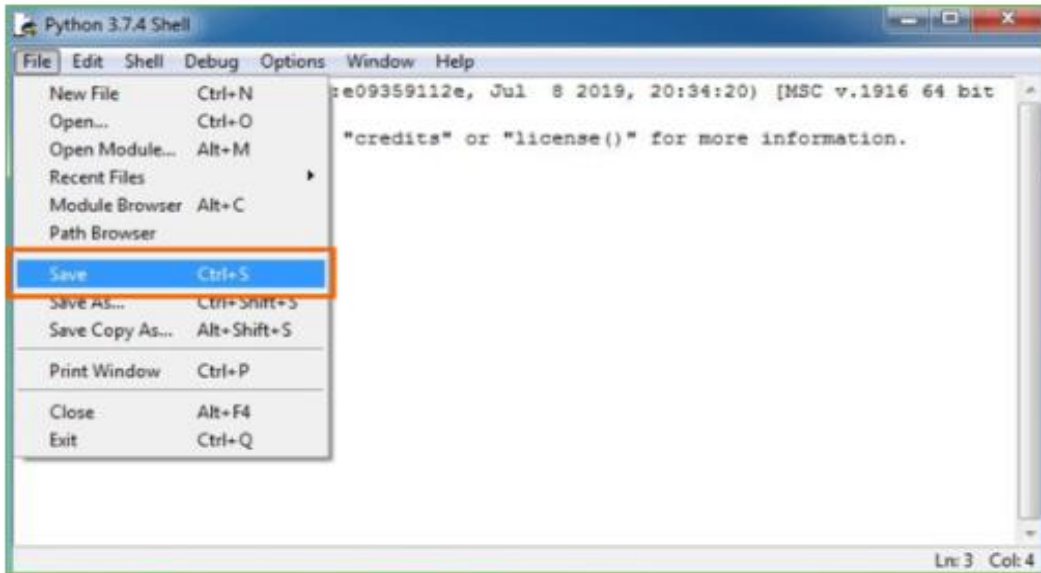 Python 3.7.4 Shell
File Edit Shell Debug Options Window Help
New File Ctrl+N
:e09359112e, Jul 8 2019, 20:34:20) [MSC v.1916 64 bit
Open... Ctrl+O
Open Module... Alt+M
"credits" or "license()" for more information.
Recent Files
Module Browser Alt+C
Path Browser
Save Ctrl+S
Save As... Ctrl+Shift+S
Save Copy As... Alt+Shift+S
Print Window Ctrl+P
Close Alt+F4
Exit Ctrl+Q
Ln: 3 Col: 4